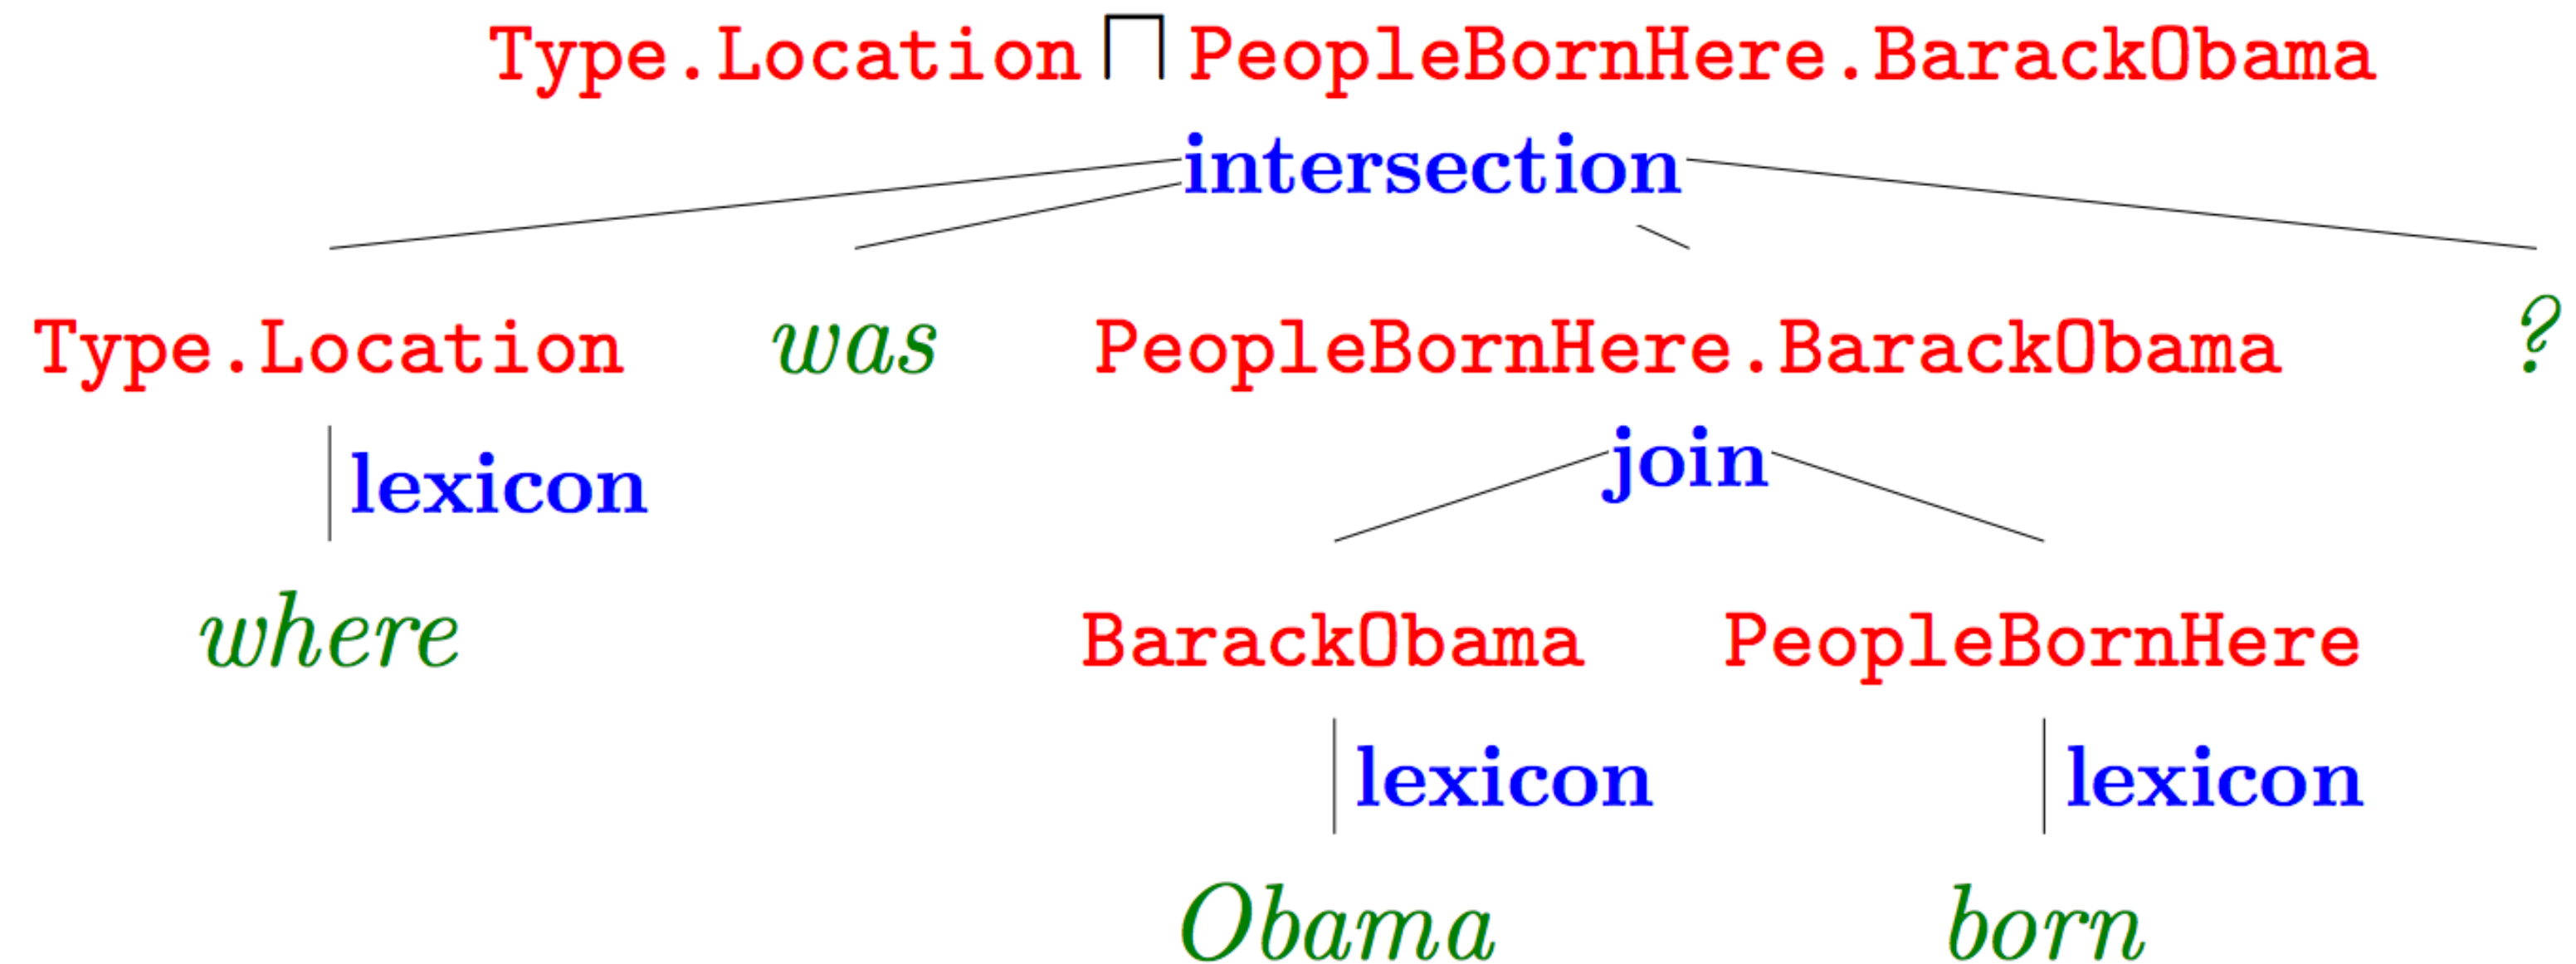 Type.Location ⊓ PeopleBornHere.BarackObama
intersection
Type.Location was PeopleBornHere.BarackObama ?
lexicon join
where BarackObama PeopleBornHere
lexicon lexicon
Obama born